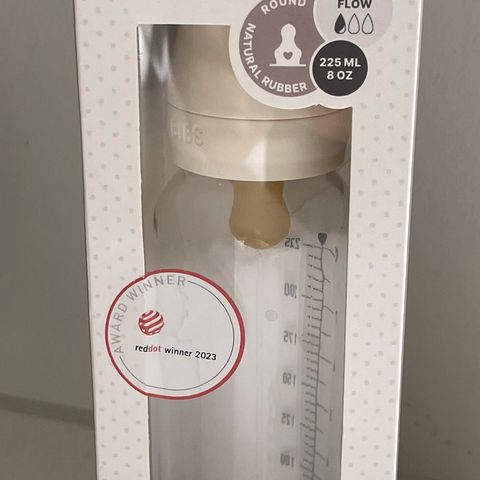 ROUND
NATURAL RUBBER
FLOW
225 ML
8 OZ
BIBS
AWARD WINNER
reddot winner 2023
225
200
175
150
125
100